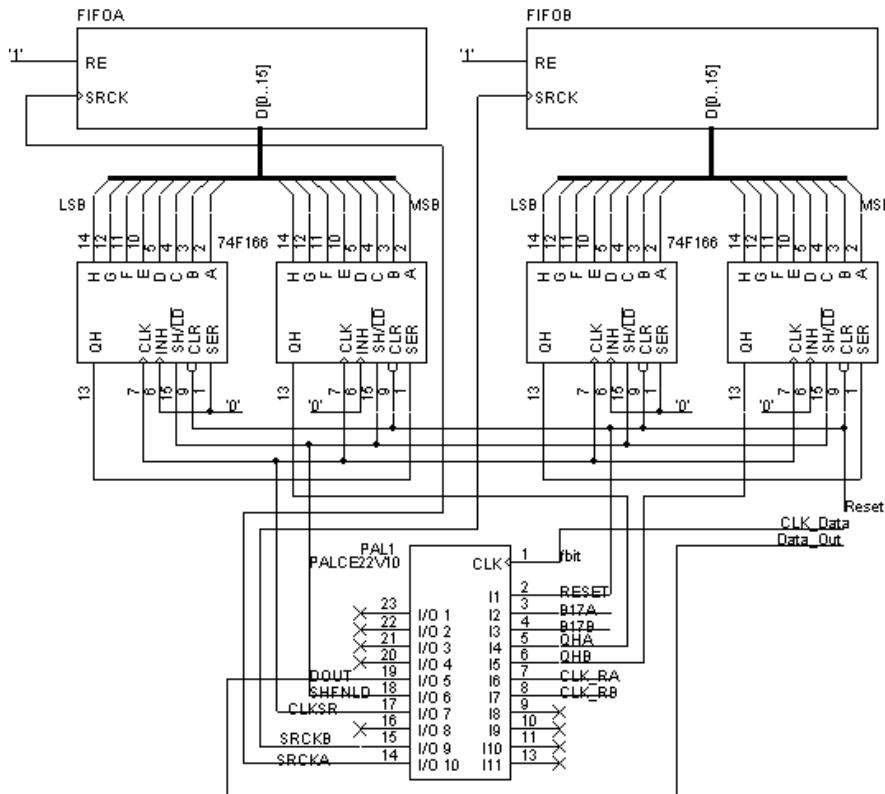 FIFOA FIFOB
'1' RE '1' RE
SRCK D[0..15] SRCK D[0..15]
LSB MSB LSB MSB
14 12 11 10 5 4 3 2 74F166 14 12 11 10 5 4 3 2 14 12 11 10 5 4 3 2 74F166 14 12 11 10 5 4 3 2
H G F E D C B A H G F E D C B A H G F E D C B A H G F E D C B A
QH CLK INH SH/LD CLR SER QH CLK INH SH/LD CLR SER QH CLK INH SH/LD CLR SER QH CLK INH SH/LD CLR SER
13 7 6 15 9 1 13 7 6 15 9 1 13 7 6 15 9 1 13 7 6 15 9 1
'0' '0' '0' '0'
Reset
CLK_Data
Data_Out
PAL1
PALCE22V10
CLK 1 fbit
I1 2 RESET
23 I/O 1 I2 3 B17A
22 I/O 2 I3 4 B17B
21 I/O 3 I4 5 QHA
20 I/O 4 I5 6 QHB
DOUT 19 I/O 5 I6 7 CLK_RA
SHFNLD 18 I/O 6 I7 8 CLK_RB
CLKSR 17 I/O 7 I8 9
16 I/O 8 I9 10
SRCKB 15 I/O 9 I10 11
SRCKA 14 I/O 10 I11 13